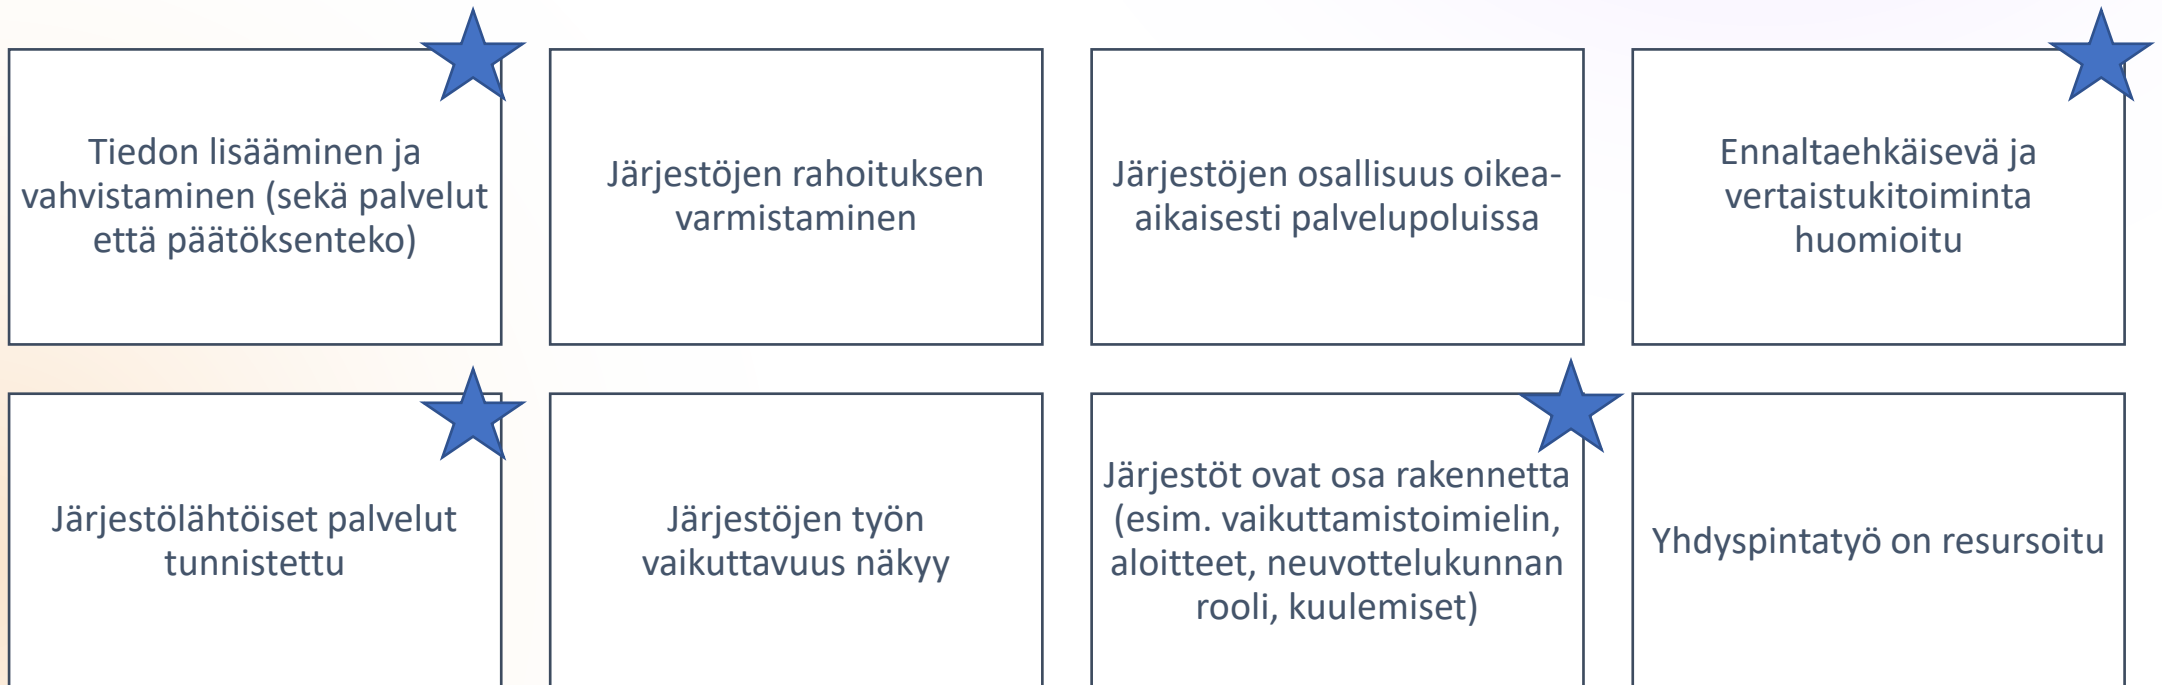 Tiedon lisääminen ja
vahvistaminen (sekä palvelut
että päätöksenteko)
Järjestöjen rahoituksen
varmistaminen
Järjestöjen osallisuus oikea-
aikaisesti palvelupoluissa
Ennaltaehkäisevä ja
vertaistukitoiminta
huomioitu
Järjestölähtöiset palvelut
tunnistettu
Järjestöjen työn
vaikuttavuus näkyy
Järjestöt ovat osa rakennetta
(esim. vaikuttamistoimielin,
aloitteet, neuvottelukunnan
rooli, kuulemiset)
Yhdyspintatyö on resursoitu